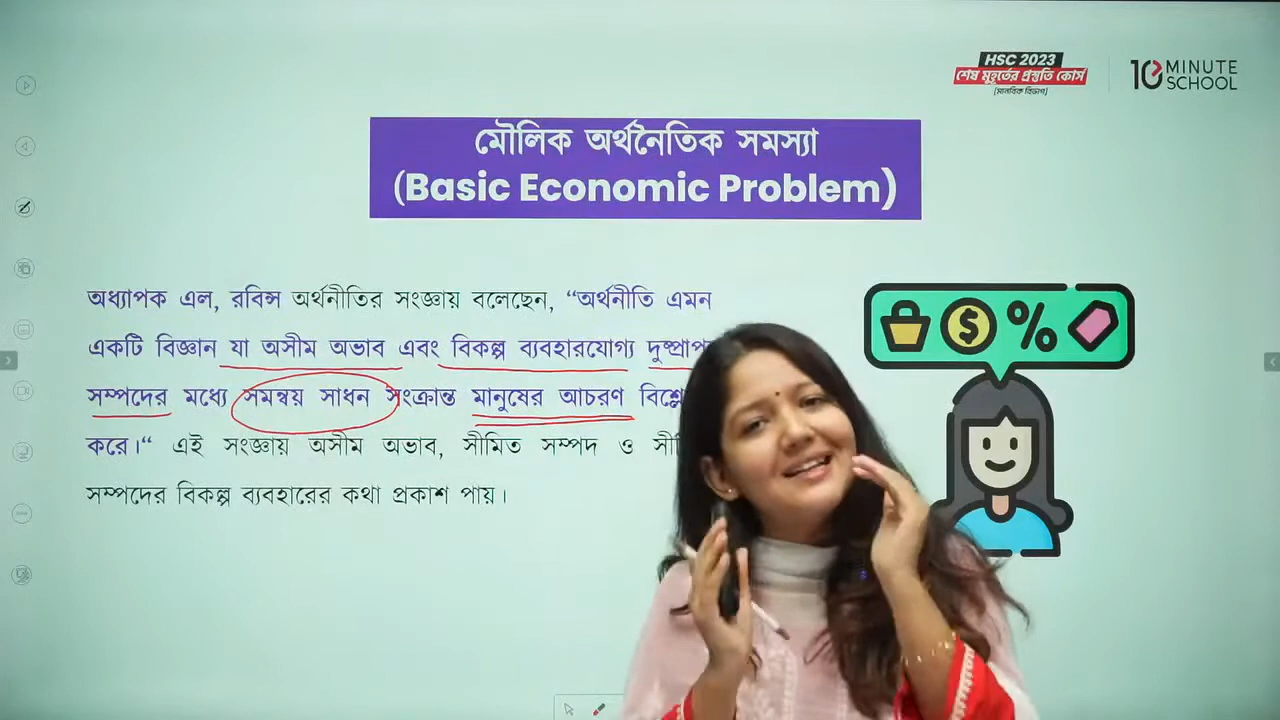 HSC 2023
শেষ মুহূর্তের প্রস্তুতি কোর্স
[মানবিক বিভাগ]
10 MINUTE SCHOOL
মৌলিক অর্থনৈতিক সমস্যা
(Basic Economic Problem)
অধ্যাপক এল, রবিন্স অর্থনীতির সংজ্ঞায় বলেছেন, “অর্থনীতি এমন
একটি বিজ্ঞান যা অসীম অভাব এবং বিকল্প ব্যবহারযোগ্য
সম্পদের মধ্যে সমন্বয় সাধন সংক্রান্ত মানুষের আচরণ
করে।“ এই সংজ্ঞায় অসীম অভাব, সীমিত সম্পদ ও
সম্পদের বিকল্প ব্যবহারের কথা প্রকাশ পায়।
$ %